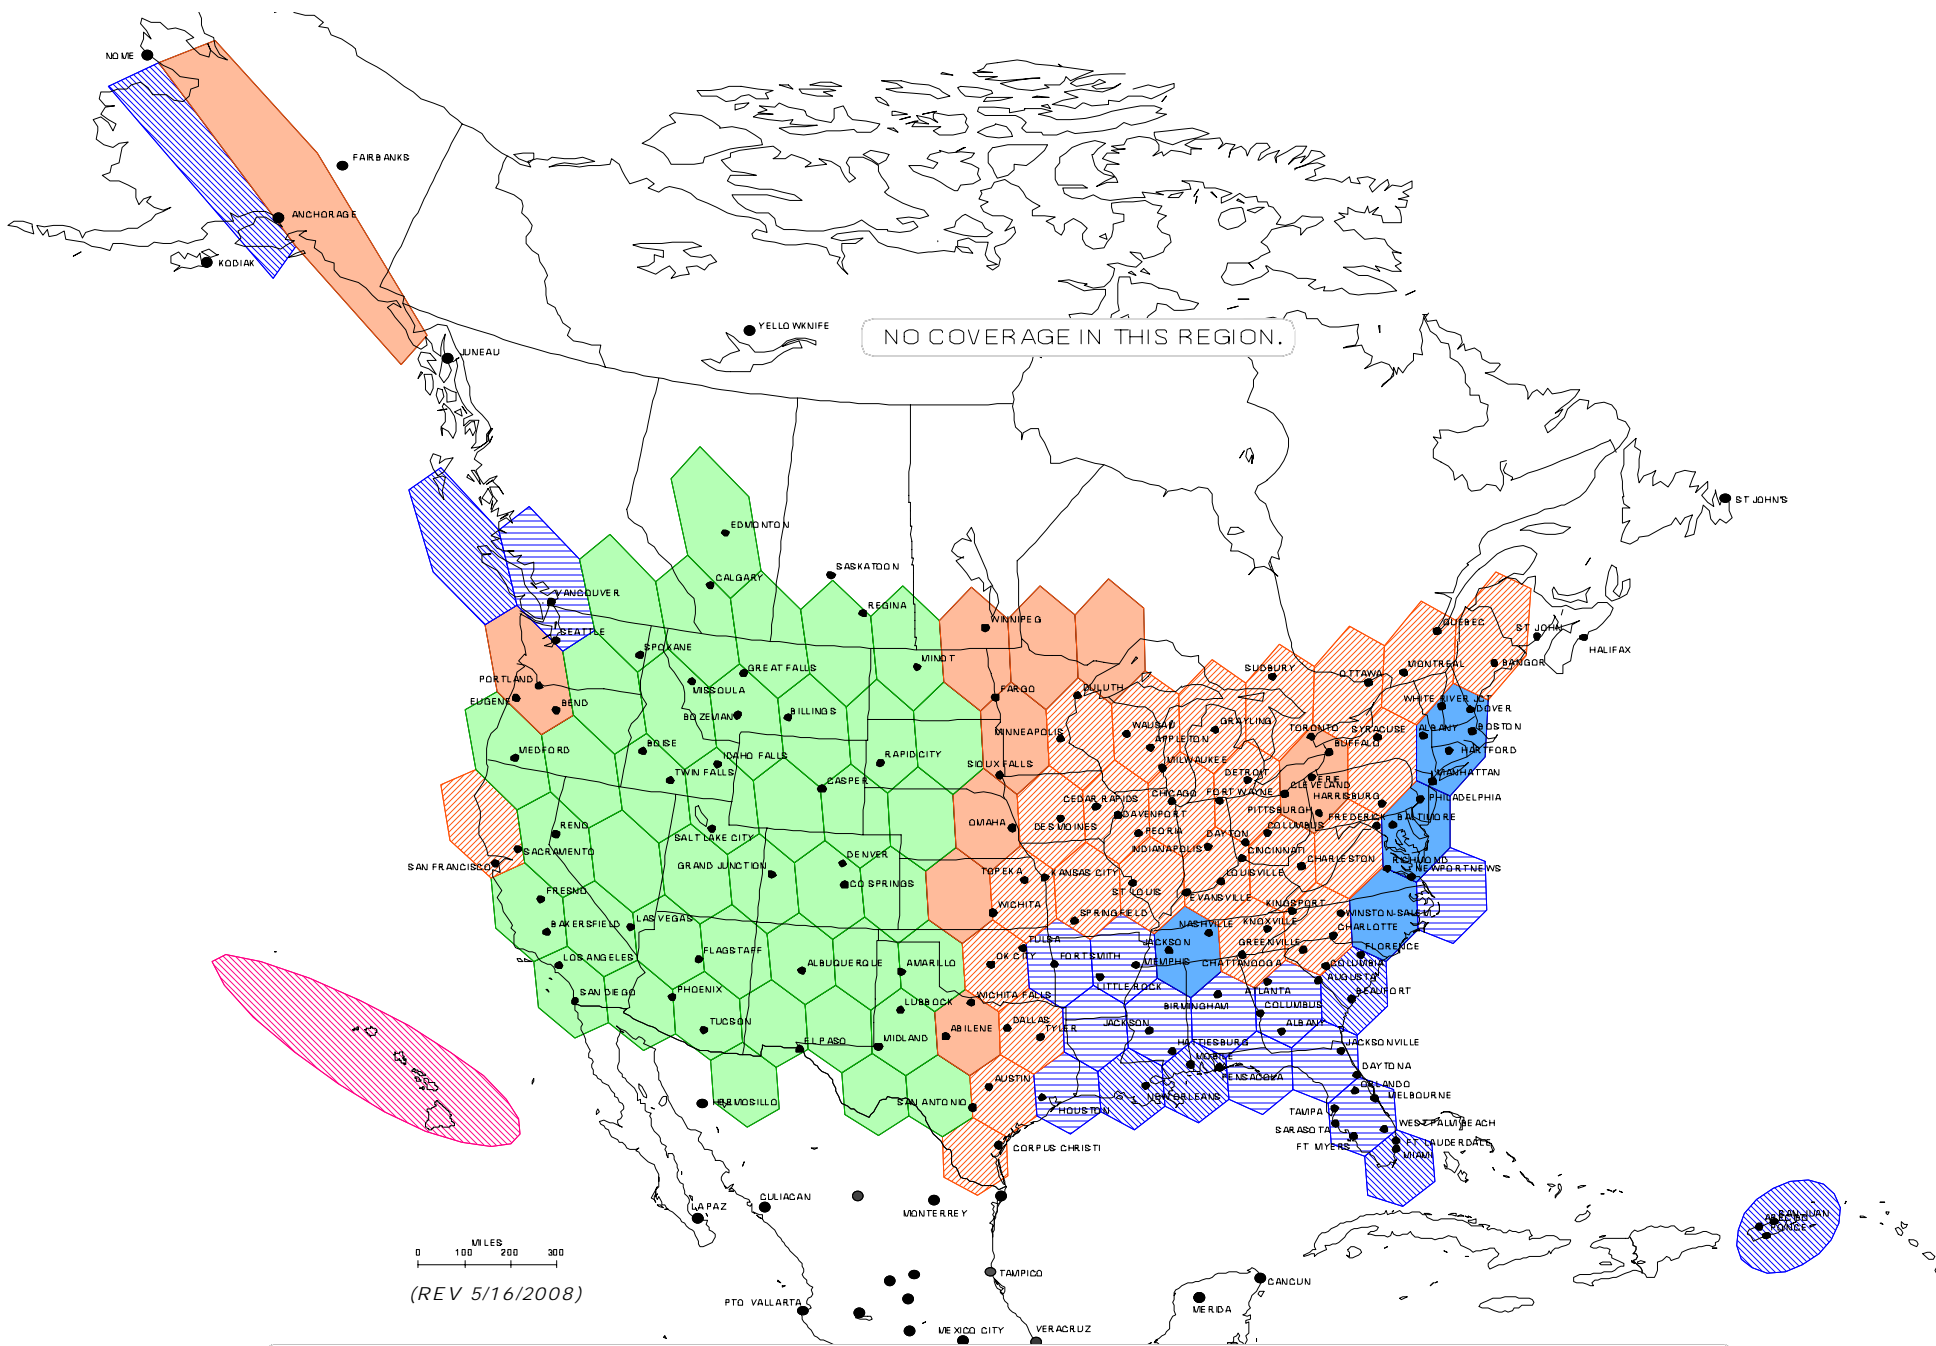 NOME
FAIRBANKS
ANCHORAGE
KODIAK
YELLOWKNIFE
NO COVERAGE IN THIS REGION.
JUNEAU
ST JOHN'S
EDMONTON
SASKATOON
CALGARY
VANCOUVER
REGINA
WINNIPEG
QUEBEC
ST JOHN
SEATTLE
SPOKANE
HALIFAX
GREAT FALLS
MINOT
SUDBURY
MONTREAL
BANGOR
OTTAWA
PORTLAND
MISSOULA
FARGO
DULUTH
EUGENE
BEND
WHITE RIVER JCT
DOVER
BOZEMAN
BILLINGS
WAUSAU
GRAYLING
MINNEAPOLIS
TORONTO
SYRACUSE
ALBANY
BOSTON
BOISE
APPLETON
BUFFALO
HARTFORD
MEDFORD
IDAHO FALLS
RAPID CITY
SIOUX FALLS
MILWAUKEE
TWIN FALLS
DETROIT
ERIE
MANHATTAN
CASPER
CLEVELAND
CEDAR RAPIDS
CHICAGO
FORT WAYNE
HARRISBURG
PHILADELPHIA
DAVENPORT
PITTSBURGH
FREDERICK
BALTIMORE
RENO
OMAHA
DES MOINES
PEORIA
DAYTON
COLUMBUS
SALT LAKE CITY
INDIANAPOLIS
CINCINNATI
SACRAMENTO
DENVER
SAN FRANCISCO
GRAND JUNCTION
CHARLESTON
RICHMOND
TOPEKA
KANSAS CITY
LOUISVILLE
NEWPORT NEWS
CO SPRINGS
FRESNO
ST LOUIS
EVANSVILLE
WICHITA
SPRINGFIELD
KINGSPORT
WINSTON-SALEM
LAS VEGAS
BAKERSFIELD
NASHVILLE
KNOXVILLE
CHARLOTTE
TULSA
JACKSON
GREENVILLE
FLORENCE
FLAGSTAFF
LOS ANGELES
OK CITY
FORT SMITH
MEMPHIS
CHATTANOOGA
COLUMBIA
ALBUQUERQUE
AMARILLO
AUGUSTA
LITTLE ROCK
SAN DIEGO
PHOENIX
WICHITA FALLS
ATLANTA
BEAUFORT
LUBBOCK
BIRMINGHAM
COLUMBUS
TUCSON
DALLAS
JACKSON
ALBANY
ABILENE
TYLER
EL PASO
MIDLAND
HATTIESBURG
JACKSONVILLE
MOBILE
DAYTONA
PENSACOLA
AUSTIN
ORLANDO
NEW ORLEANS
MELBOURNE
SAN ANTONIO
HOUSTON
TAMPA
WEST PALM BEACH
SARASOTA
FT MYERS
FT LAUDERDALE
CORPUS CHRISTI
MIAMI
CULIACAN
LA PAZ
MONTERREY
SAN JUAN
PONCE
MILES
0 100 200 300
TAMPICO
CANCUN
(REV 5/16/2008)
PTO VALLARTA
MERIDA
MEXICO CITY
VERACRUZ